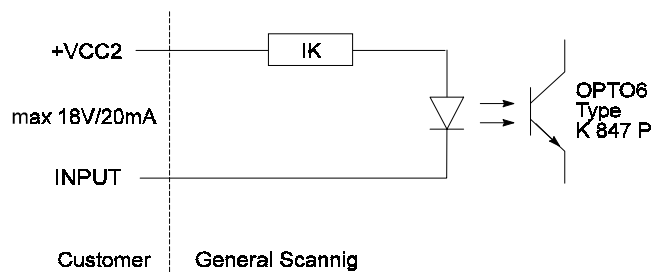 +VCC2
IK
max 18V/20mA
OPTO6
Type
K 847 P
INPUT
Customer
General Scannig